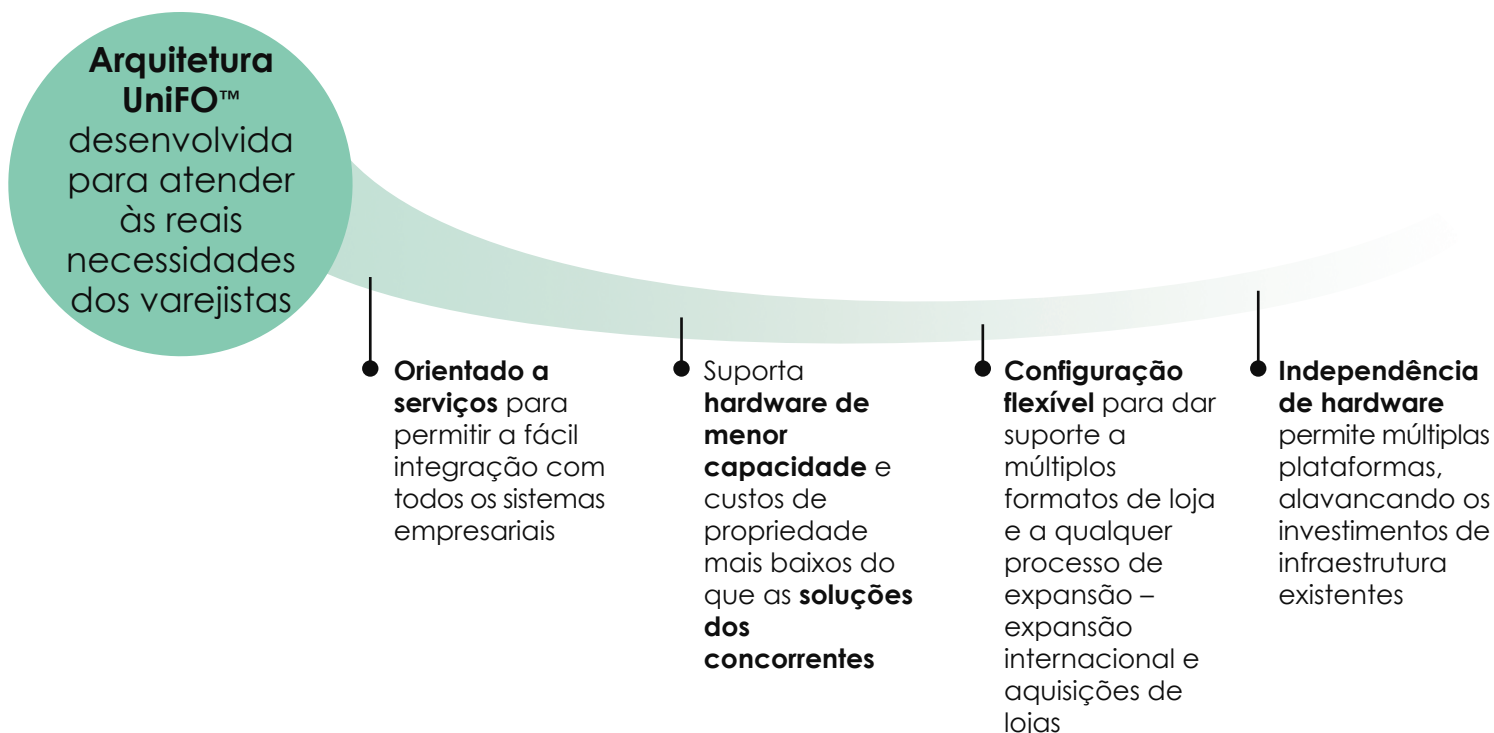 Arquitetura
UniFO™
desenvolvida
para atender
às reais
necessidades
dos varejistas
Orientado a
serviços para
permitir a fácil
integração com
todos os sistemas
empresariais
Suporta
hardware de
menor
capacidade e
custos de
propriedade
mais baixos do
que as soluções
dos
concorrentes
Configuração
flexível para dar
suporte a
múltiplos
formatos de loja
e a qualquer
processo de
expansão –
expansão
internacional e
aquisições de
lojas
Independência
de hardware
permite múltiplas
plataformas,
alavancando os
investimentos de
infraestrutura
existentes